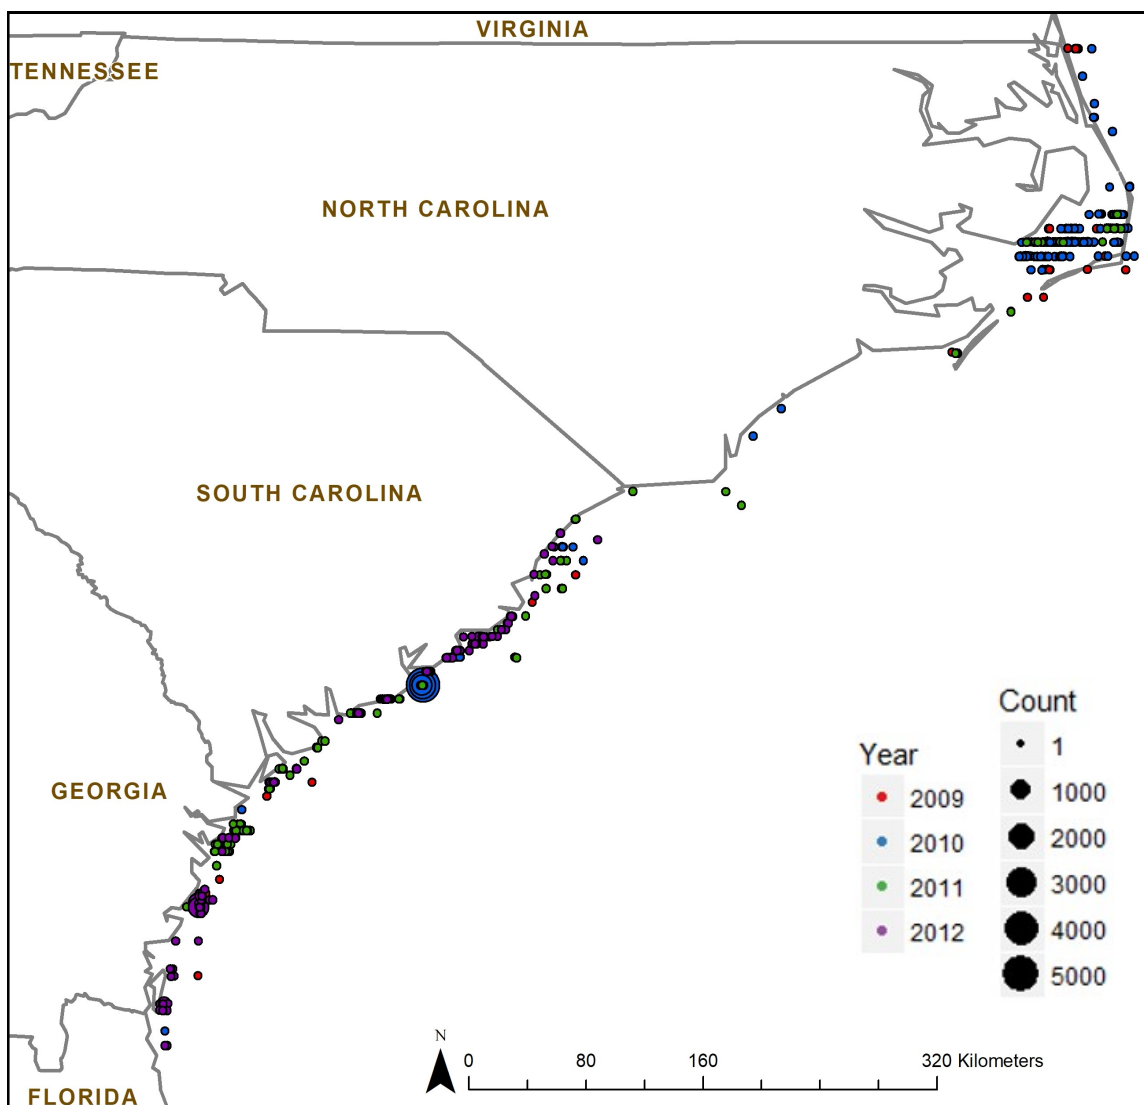 VIRGINIA
TENNESSEE
NORTH CAROLINA
SOUTH CAROLINA
GEORGIA
FLORIDA
Year
2009
2010
2011
2012
Count
1
1000
2000
3000
4000
5000
N
0 80 160 320 Kilometers